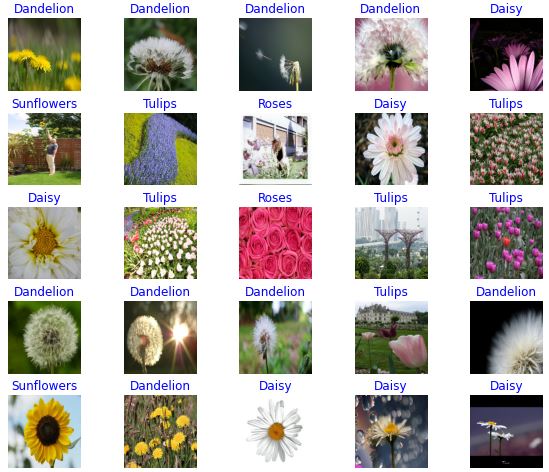 Dandelion Dandelion Dandelion Dandelion Daisy
Sunflowers Tulips Roses Daisy Tulips
Daisy Tulips Roses Tulips Tulips
Dandelion Dandelion Dandelion Tulips Dandelion
Sunflowers Dandelion Daisy Daisy Daisy